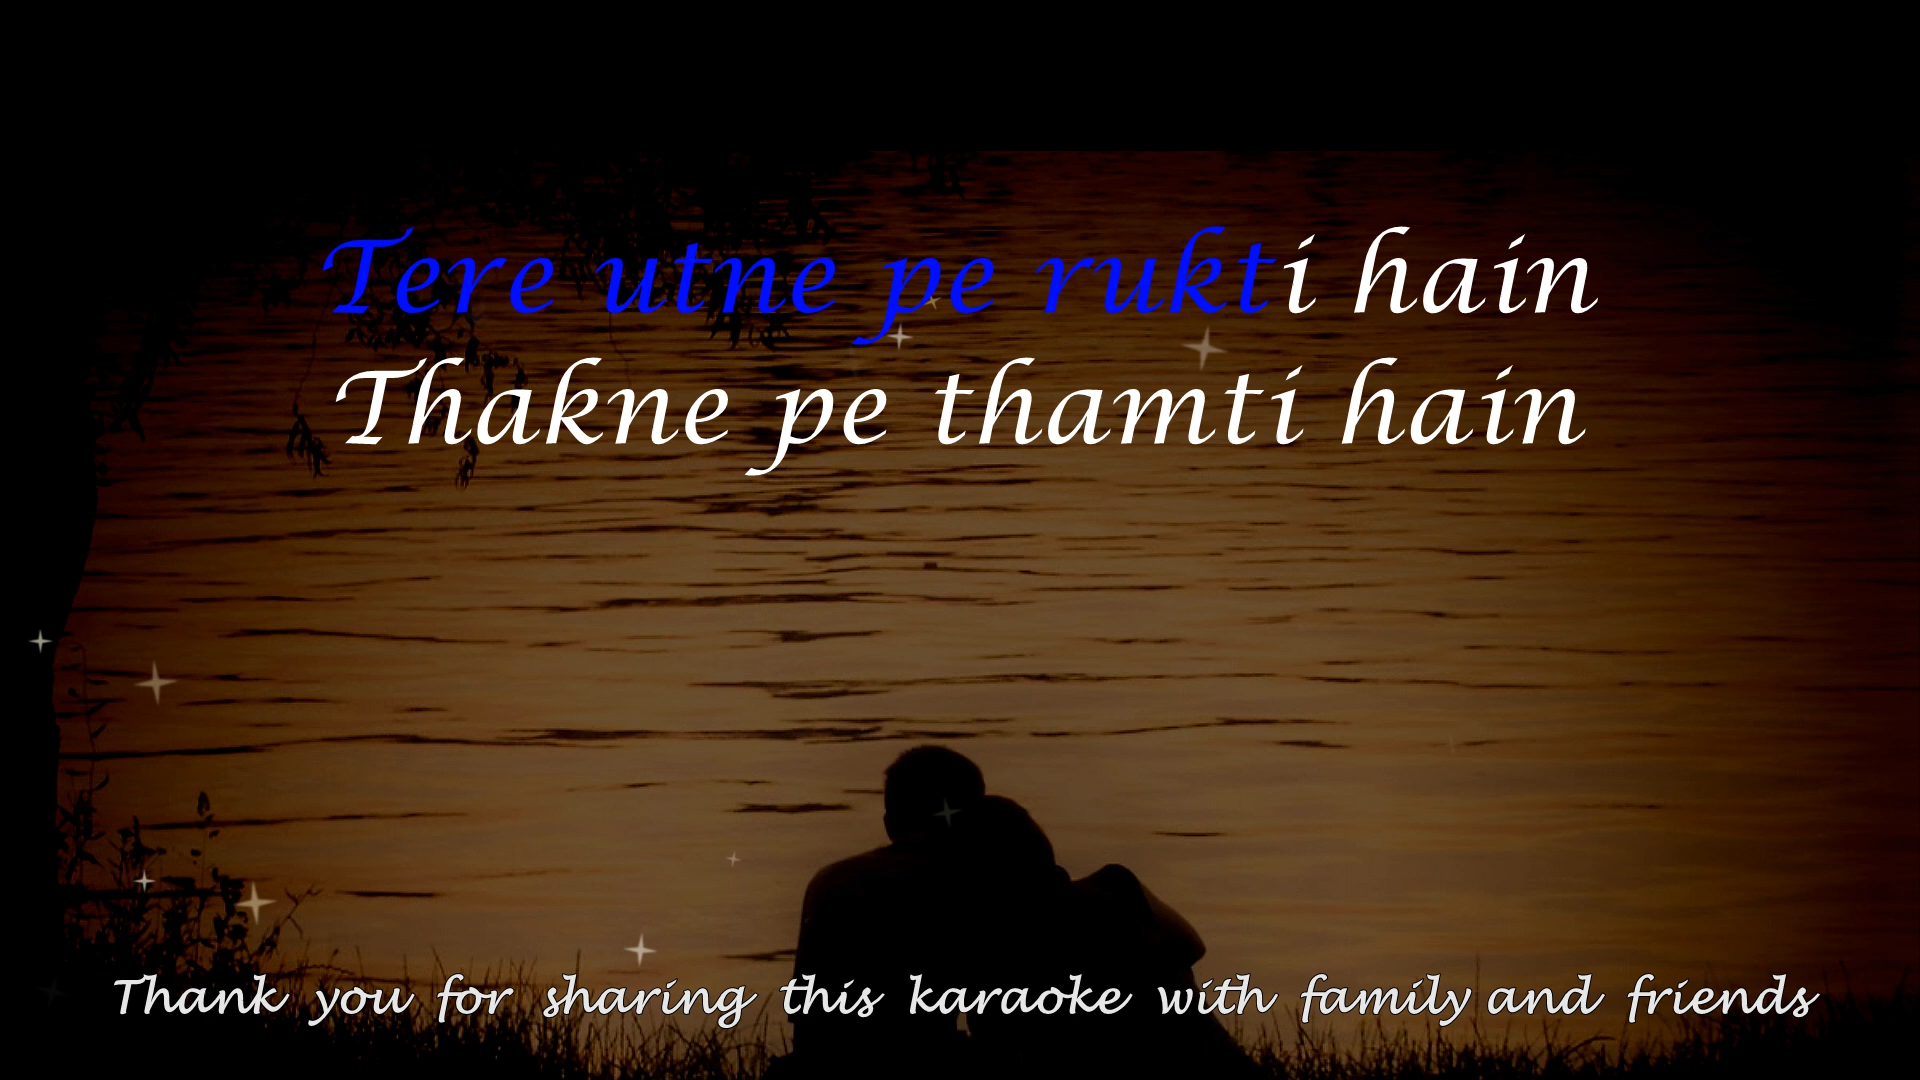 Tere utne pe rukti hain
Thakne pe thamti hain
Thank you for sharing this karaoke with family and friends